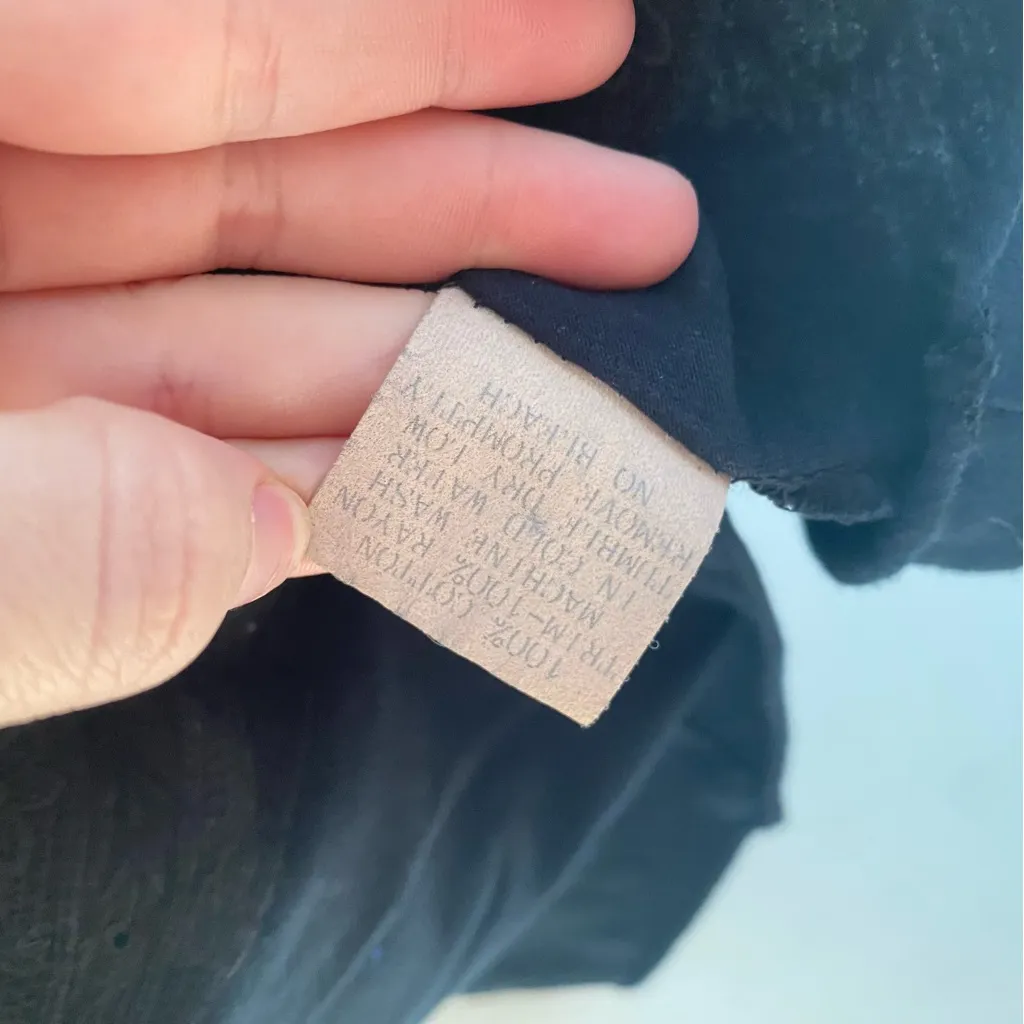 100% COTTON
TRIM-100% RAYON
MACHINE WASH
IN COLD WATER
TUMBLE DRY LOW
REMOVE PROMPTLY
NO BLEACH